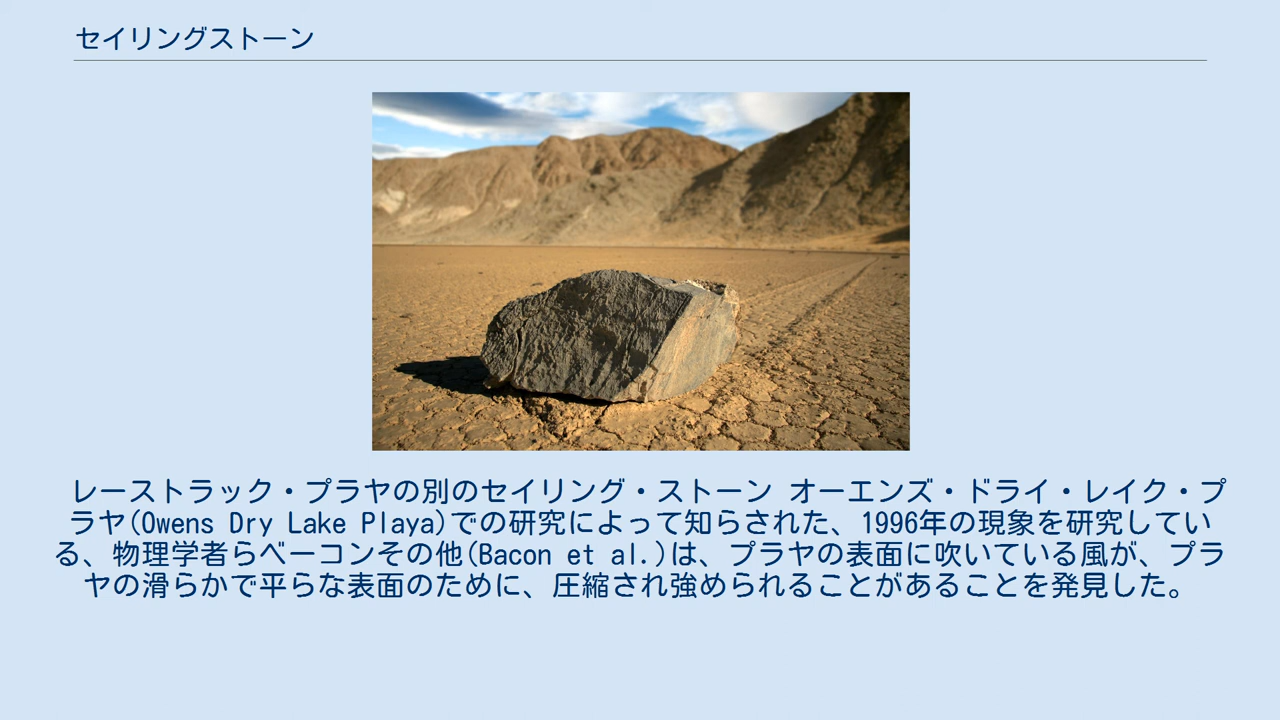 セイリングストーン
レーストラック・プラヤの別のセイリング・ストーン オーエンズ・ドライ・レイク・プ
ラヤ(Owens Dry Lake Playa)での研究によって知らされた、1996年の現象を研究してい
る、物理学者らベーコンその他(Bacon et al.)は、プラヤの表面に吹いている風が、プラ
ヤの滑らかで平らな表面のために、圧縮され強められることがあることを発見した。